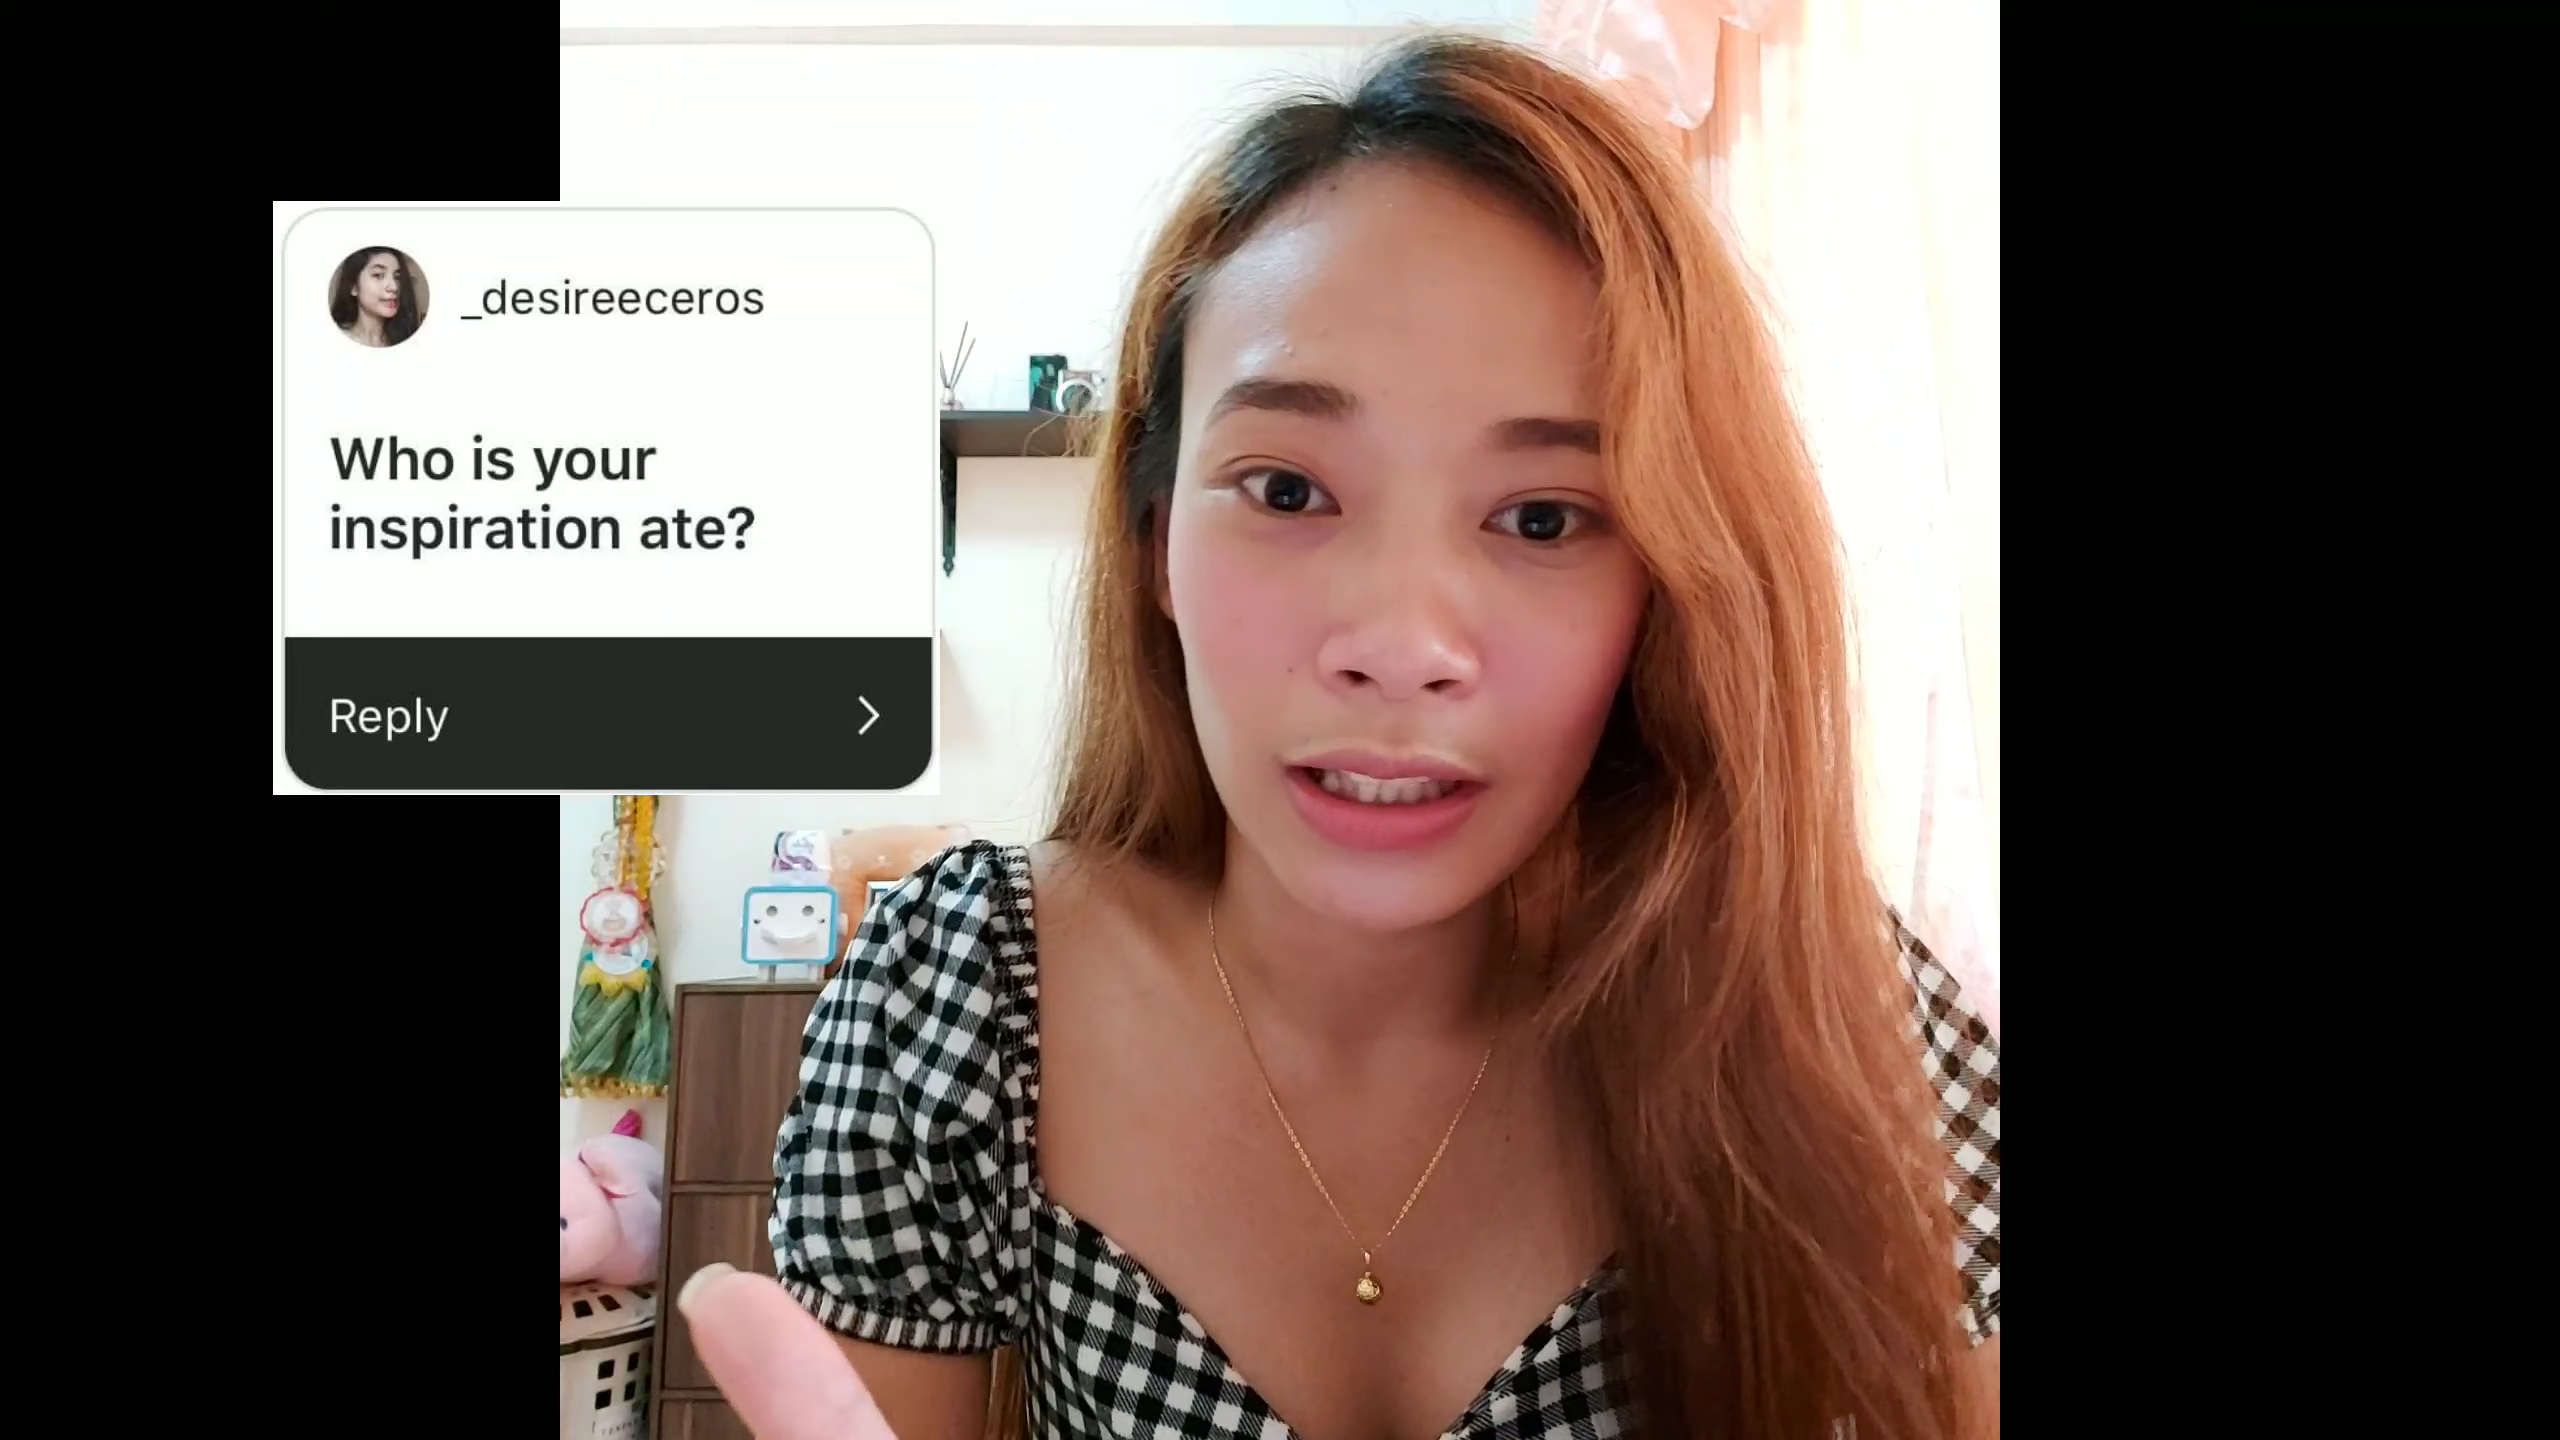 _desireeceros
Who is your
inspiration ate?
Reply